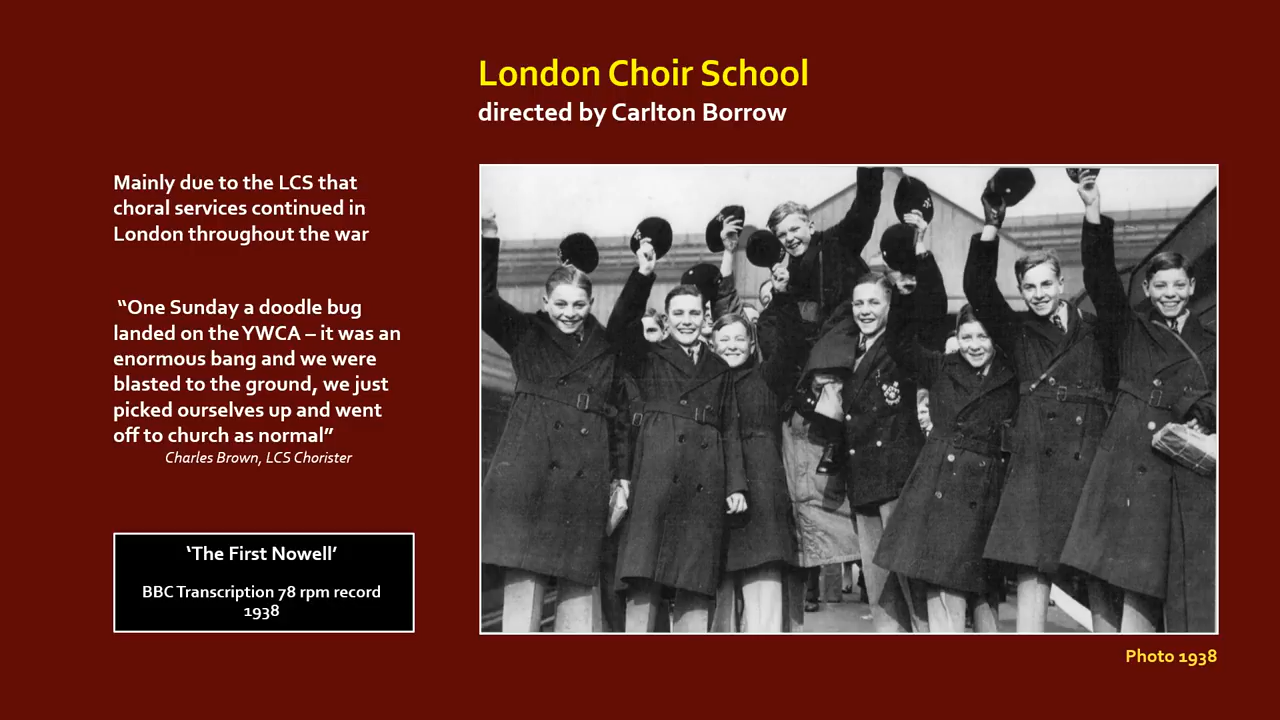 London Choir School
directed by Carlton Borrow
Mainly due to the LCS that
choral services continued in
London throughout the war
“One Sunday a doodle bug
landed on the YWCA – it was an
enormous bang and we were
blasted to the ground, we just
picked ourselves up and went
off to church as normal”
Charles Brown, LCS Chorister
‘The First Nowell’
BBC Transcription 78 rpm record
1938
Photo 1938